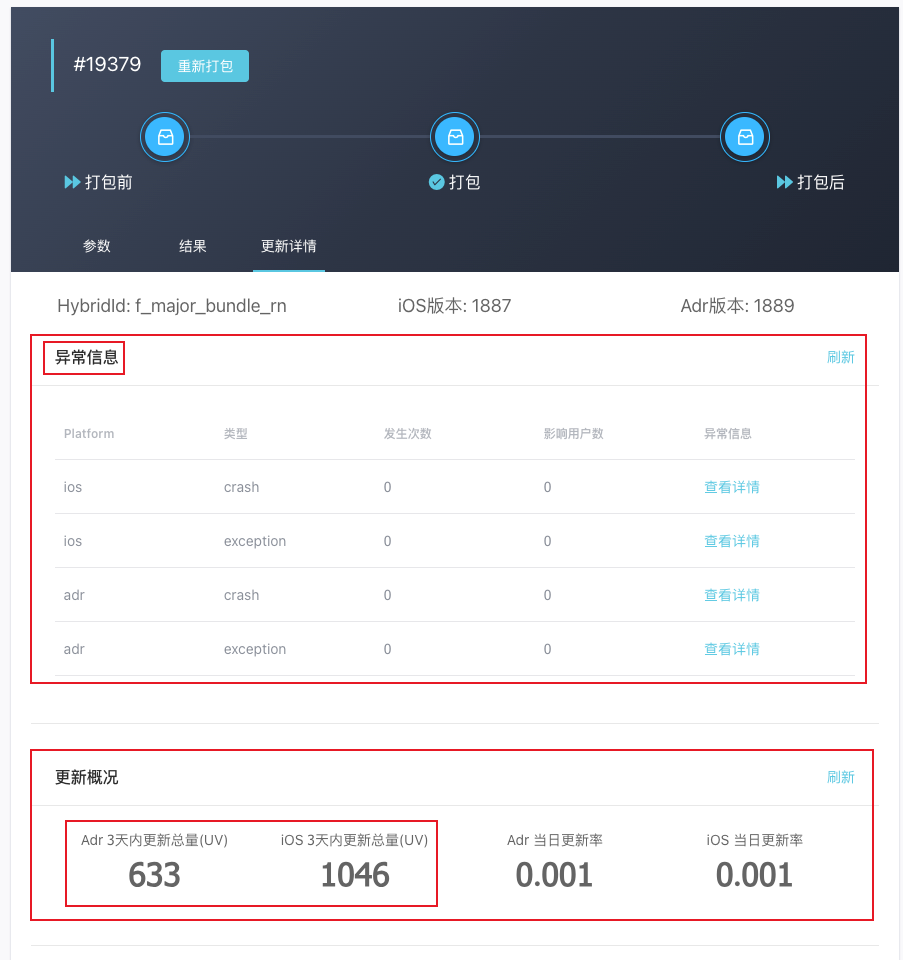 #19379 重新打包
打包前 打包 打包后
参数 结果 更新详情
HybridId: f_major_bundle_rn iOS版本: 1887 Adr版本: 1889
异常信息 刷新
Platform 类型 发生次数 影响用户数 异常信息
ios crash 0 0 查看详情
ios exception 0 0 查看详情
adr crash 0 0 查看详情
adr exception 0 0 查看详情
更新概况 刷新
Adr 3天内更新总量(UV) iOS 3天内更新总量(UV) Adr 当日更新率 iOS 当日更新率
633 1046 0.001 0.001